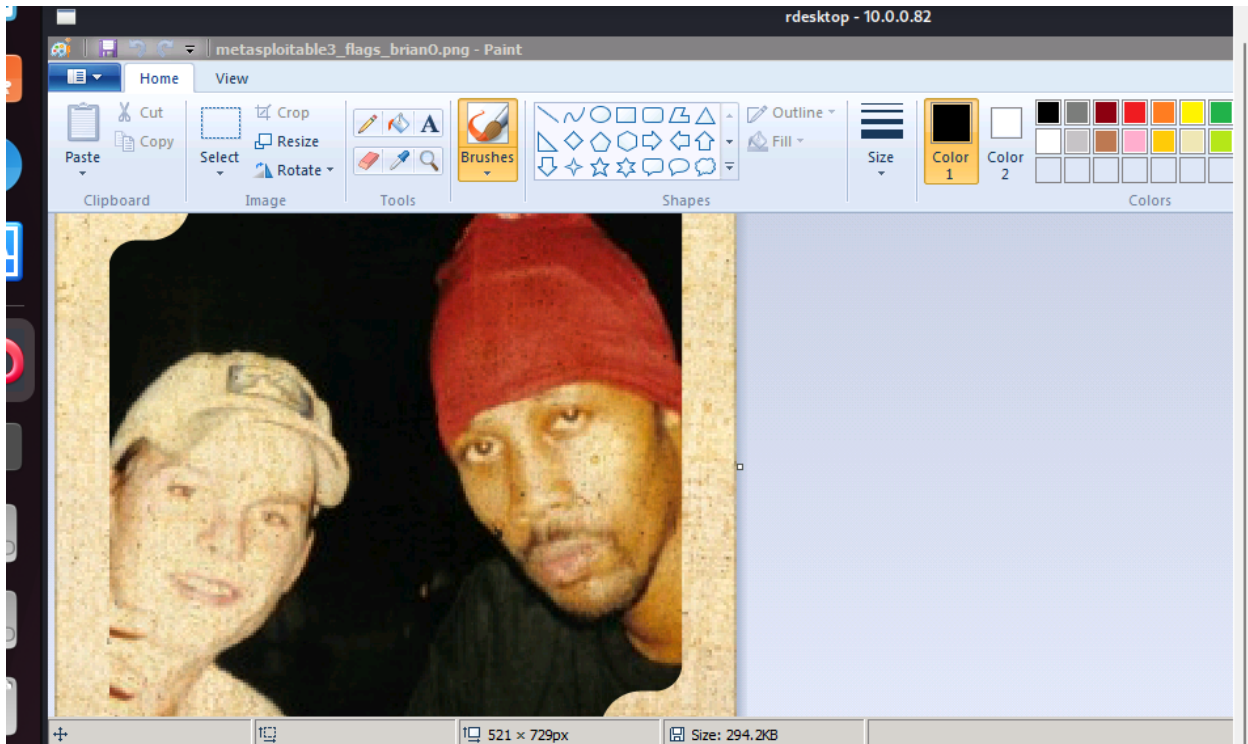 rdesktop - 10.0.0.82
metasploitable3_flags_brianO.png - Paint
Home View
Paste
Cut
Copy
Clipboard
Select
Crop
Resize
Rotate
Image
A
Tools
Brushes
Outline
Fill
Shapes
Size
Color 1
Color 2
Colors
521 × 729px
Size: 294.2KB